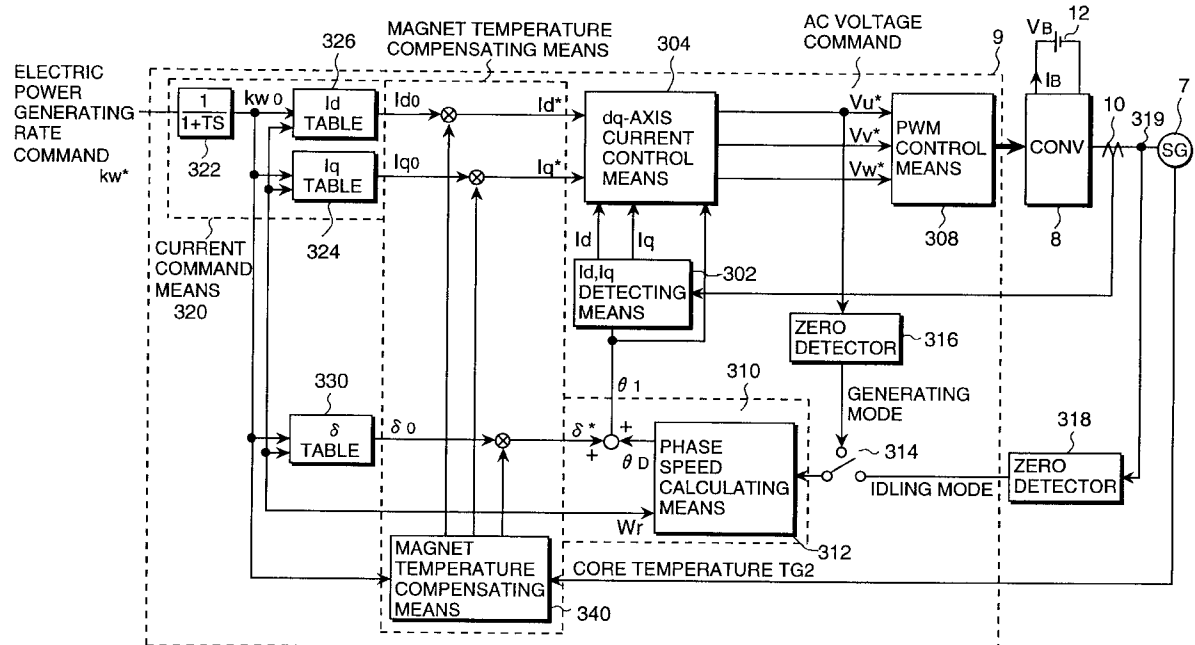 ELECTRIC
POWER
GENERATING
RATE
COMMAND
kw*
1
1+TS
322
kw0
326
Id
TABLE
Iq
TABLE
324
CURRENT
COMMAND
MEANS
320
MAGNET TEMPERATURE
COMPENSATING MEANS
Id0
Iq0
Id*
Iq*
304
dq-AXIS
CURRENT
CONTROL
MEANS
AC VOLTAGE
COMMAND
Vu*
Vv*
Vw*
9
PWM
CONTROL
MEANS
308
VB
12
IB
CONV
8
10
319
7
SG
Id
Iq
302
Id,Iq
DETECTING
MEANS
ZERO
DETECTOR
316
θ1
310
GENERATING
MODE
330
δ
TABLE
δ0
δ*
+
+
θD
PHASE
SPEED
CALCULATING
MEANS
312
314
IDLING MODE
318
ZERO
DETECTOR
Wr
MAGNET
TEMPERATURE
COMPENSATING
MEANS
340
CORE TEMPERATURE TG2